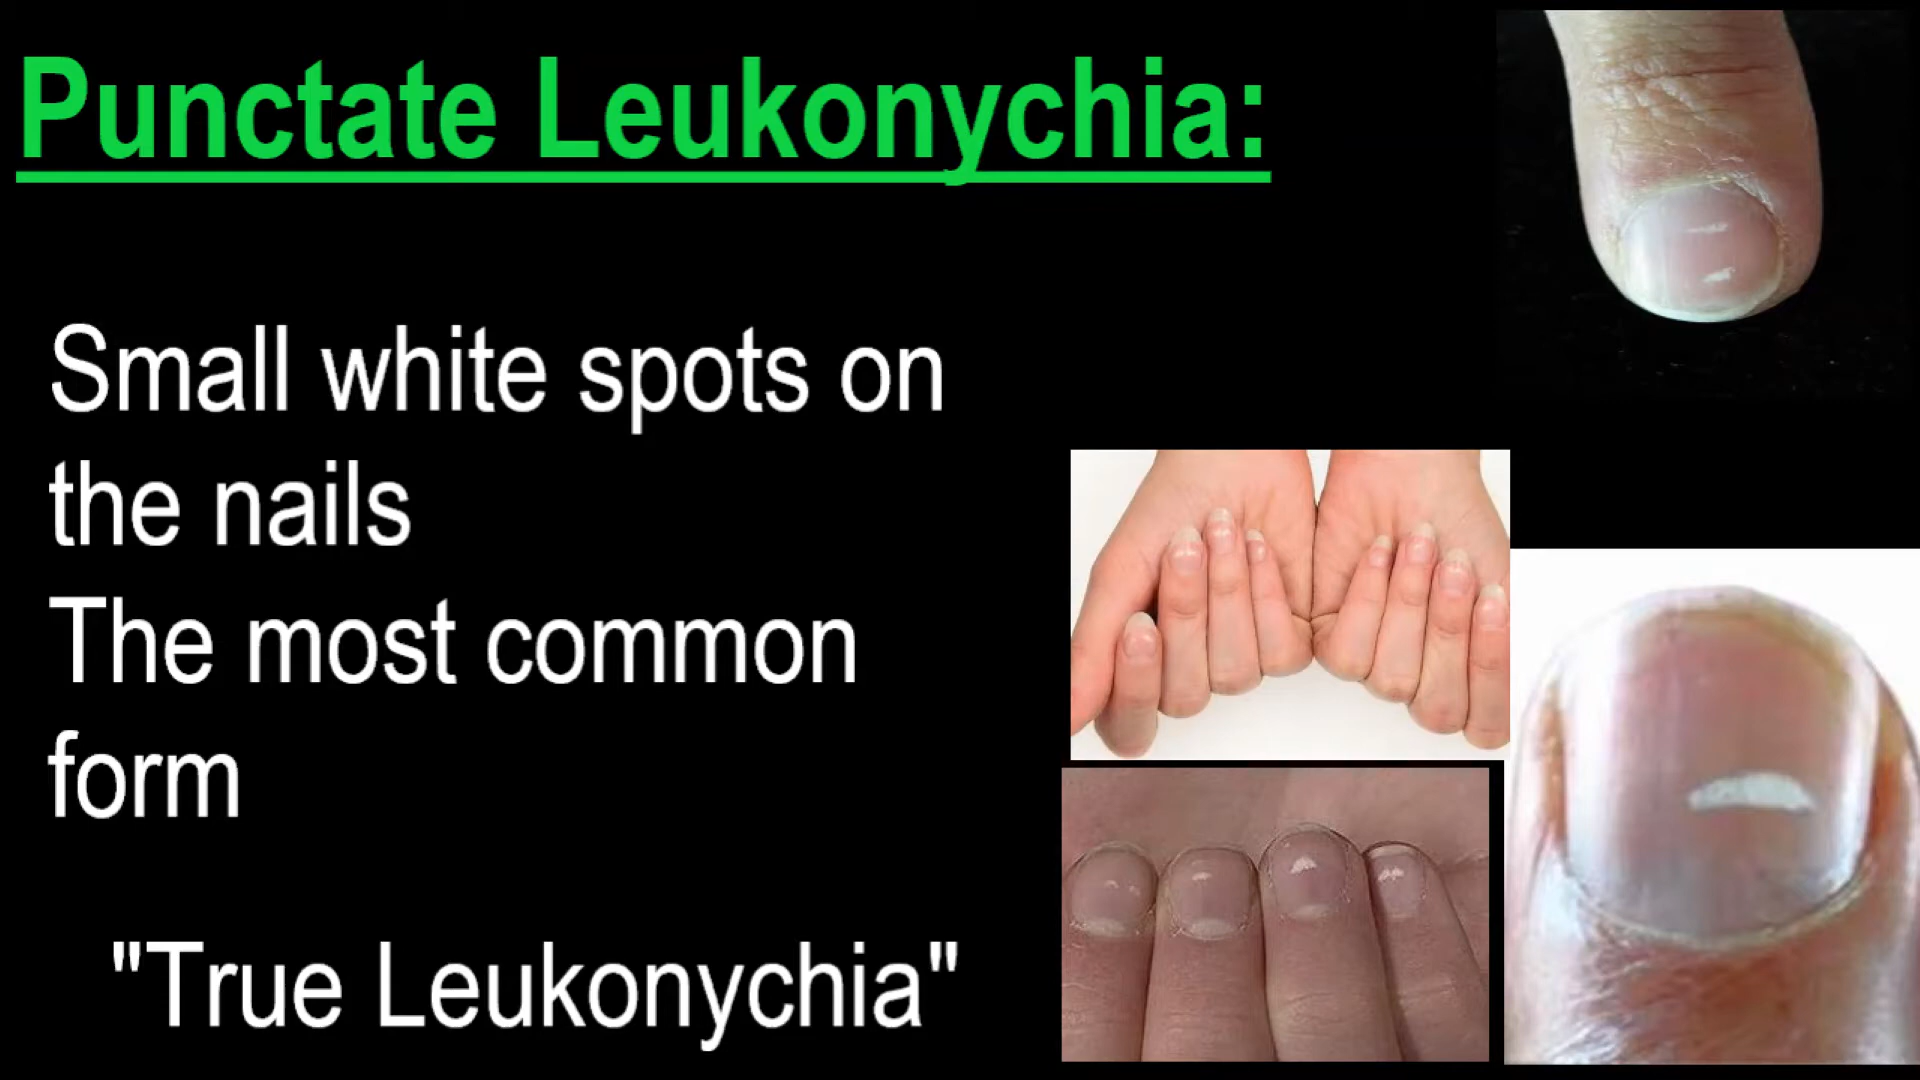 Punctate Leukonychia:
Small white spots on
the nails
The most common
form
"True Leukonychia"